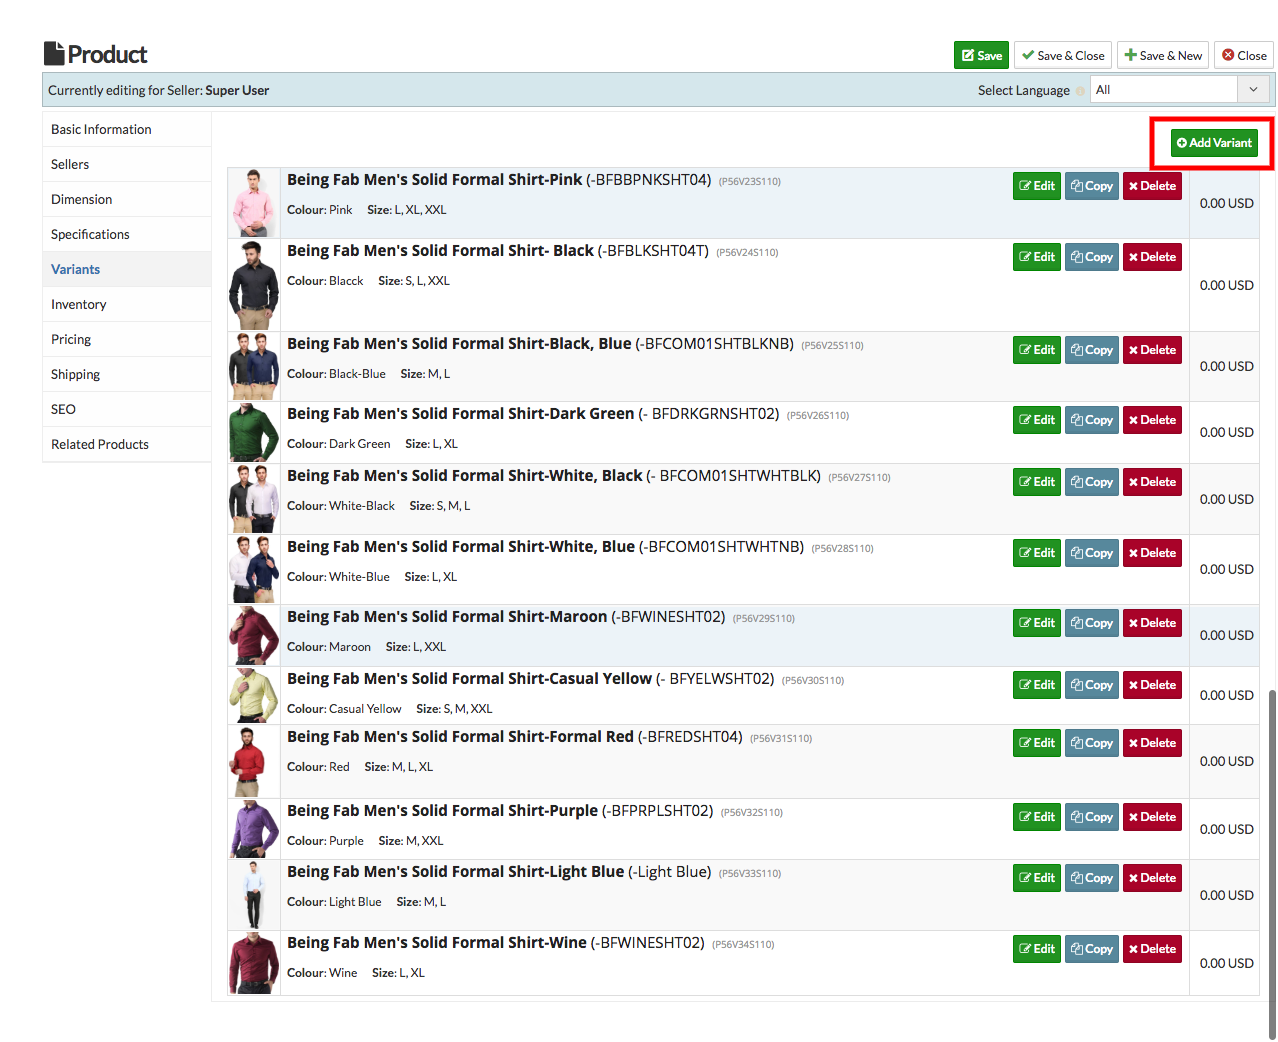 Product
Save
Save & Close
Save & New
Close
Currently editing for Seller: Super User
Select Language
All
Basic Information
Sellers
Dimension
Specifications
Variants
Inventory
Pricing
Shipping
SEO
Related Products
Add Variant
Being Fab Men's Solid Formal Shirt-Pink (-BFBBPNKSHT04) (P56V23S110)
Colour: Pink Size: L, XL, XXL
Edit Copy Delete
0.00 USD
Being Fab Men's Solid Formal Shirt- Black (-BFBLKSHT04T) (P56V24S110)
Colour: Blacck Size: S, L, XXL
Edit Copy Delete
0.00 USD
Being Fab Men's Solid Formal Shirt-Black, Blue (-BFCOM01SHTBLKNB) (P56V25S110)
Colour: Black-Blue Size: M, L
Edit Copy Delete
0.00 USD
Being Fab Men's Solid Formal Shirt-Dark Green (- BFDRKGRNSHT02) (P56V26S110)
Colour: Dark Green Size: L, XL
Edit Copy Delete
0.00 USD
Being Fab Men's Solid Formal Shirt-White, Black (- BFCOM01SHTWHTBLK) (P56V27S110)
Colour: White-Black Size: S, M, L
Edit Copy Delete
0.00 USD
Being Fab Men's Solid Formal Shirt-White, Blue (-BFCOM01SHTWHTNB) (P56V28S110)
Colour: White-Blue Size: L, XL
Edit Copy Delete
0.00 USD
Being Fab Men's Solid Formal Shirt-Maroon (-BFWINESHT02) (P56V29S110)
Colour: Maroon Size: L, XXL
Edit Copy Delete
0.00 USD
Being Fab Men's Solid Formal Shirt-Casual Yellow (- BFYELWSHT02) (P56V30S110)
Colour: Casual Yellow Size: S, M, XXL
Edit Copy Delete
0.00 USD
Being Fab Men's Solid Formal Shirt-Formal Red (-BFREDSHT04) (P56V31S110)
Colour: Red Size: M, L, XL
Edit Copy Delete
0.00 USD
Being Fab Men's Solid Formal Shirt-Purple (-BFPRPLSHT02) (P56V32S110)
Colour: Purple Size: M, XXL
Edit Copy Delete
0.00 USD
Being Fab Men's Solid Formal Shirt-Light Blue (-Light Blue) (P56V33S110)
Colour: Light Blue Size: M, L
Edit Copy Delete
0.00 USD
Being Fab Men's Solid Formal Shirt-Wine (-BFWINESHT02) (P56V34S110)
Colour: Wine Size: L, XL
Edit Copy Delete
0.00 USD